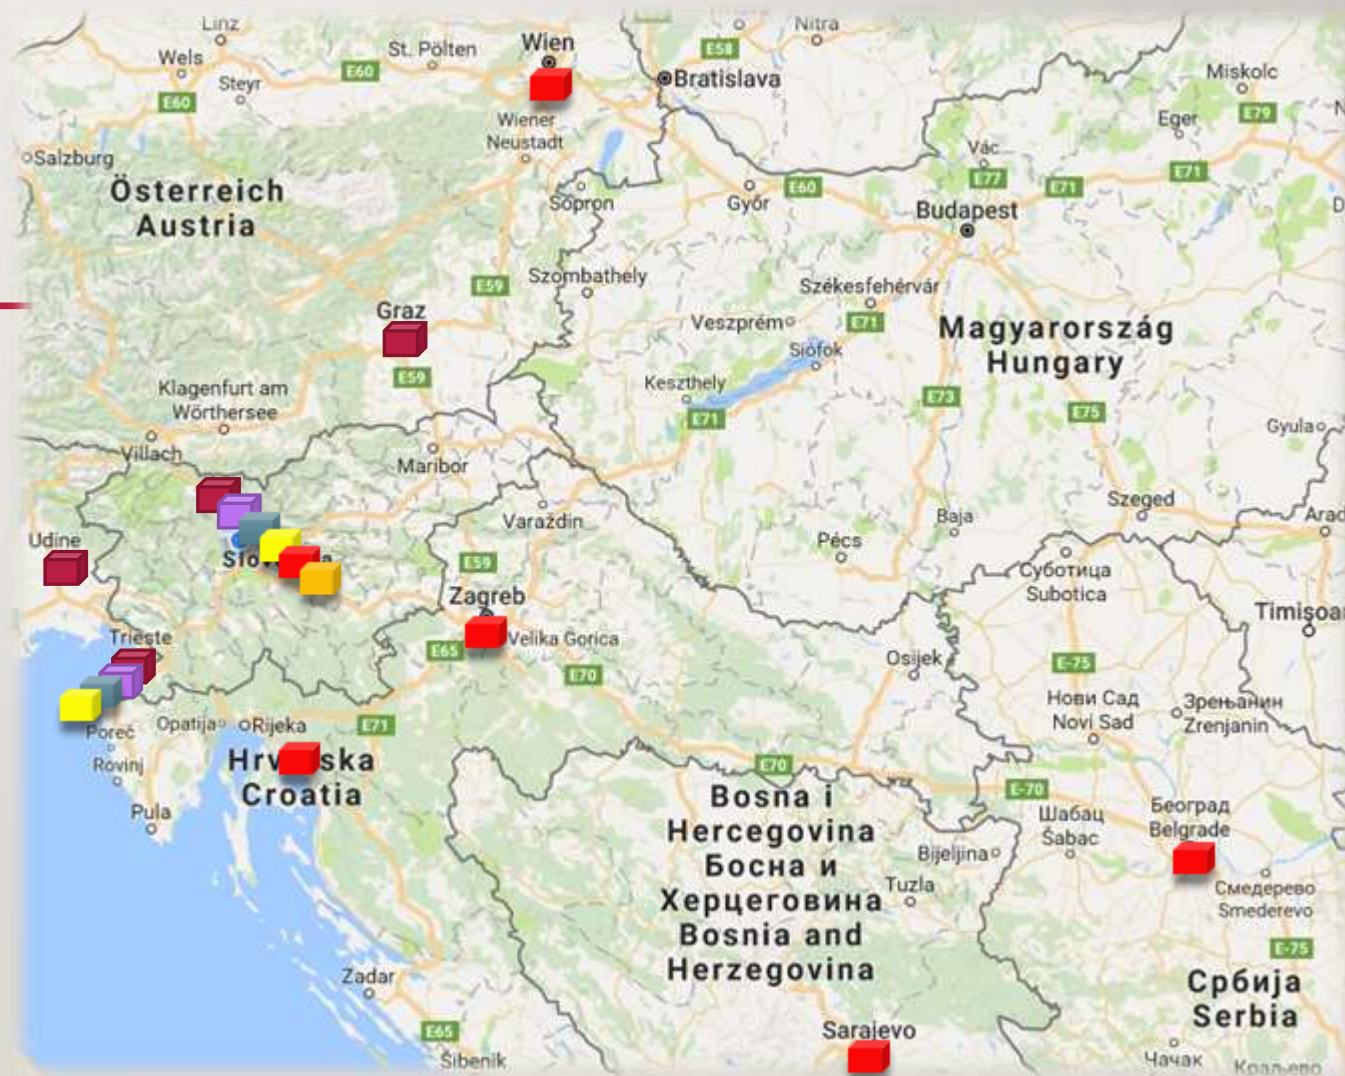 Linz
Wels
Steyr
St. Pölten
Wien
Nitra
E58
E60
E60
Bratislava
Miskolc
Eger
E79
Wiener
Neustadt
Salzburg
Vác
E77
E71
E71
Österreich
Austria
Sopron
Győr
E60
Budapest
Szombathely
E59
Székesfehérvár
Graz
Veszprém
E71
Siófok
Magyarország
Hungary
E59
Keszthely
E71
E73
E75
Klagenfurt am
Wörthersee
Gyula
Villach
Maribor
Szeged
Varaždin
Baja
Arad
Udine
Pécs
E59
Суботица
Subotica
Zagreb
Trieste
Velika Gorica
E65
E70
Osijek
E-75
Нови Сад
Novi Sad
Зрењанин
Zrenjanin
Poreč
Opatija
Rijeka
E71
Rovinj
Croatia
Pula
E70
E-70
Bosna i
Hercegovina
Босна и
Херцеговина
Bosnia and
Herzegovina
Шабац
Šabac
Београд
Belgrade
Bijeljina
Tuzla
Смедерево
Smederevo
E-75
Zadar
Србија
Serbia
E65
Šibenik
Sarajevo
Чачак